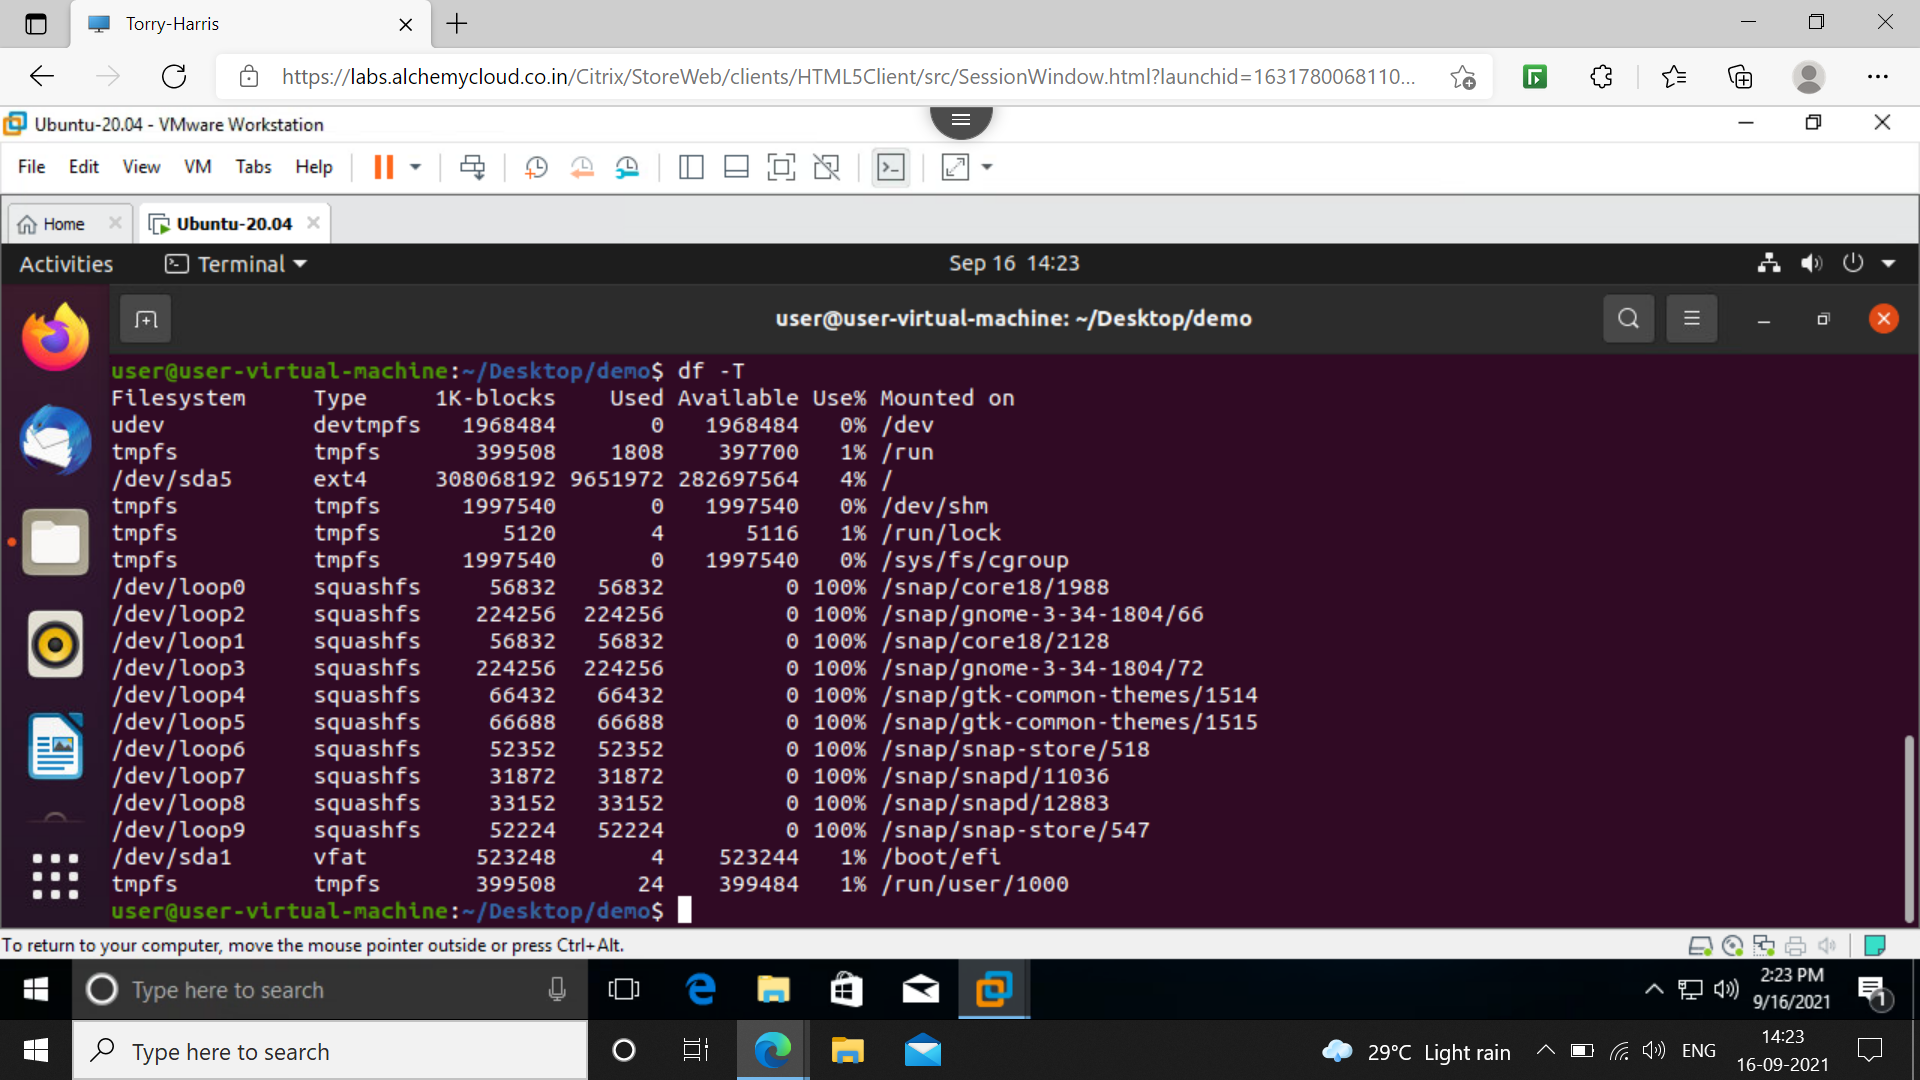 Torry-Harris
https://labs.alchemycloud.co.in/Citrix/StoreWeb/clients/HTML5Client/src/SessionWindow.html?launchid=1631780068110...
Ubuntu-20.04 - VMware Workstation
File Edit View VM Tabs Help
Home Ubuntu-20.04
Activities Terminal Sep 16 14:23
user@user-virtual-machine: ~/Desktop/demo
user@user-virtual-machine:~/Desktop/demo$ df -T
Filesystem Type 1K-blocks Used Available Use% Mounted on
udev devtmpfs 1968484 0 1968484 0% /dev
tmpfs tmpfs 399508 1808 397700 1% /run
/dev/sda5 ext4 308068192 9651972 282697564 4% /
tmpfs tmpfs 1997540 0 1997540 0% /dev/shm
tmpfs tmpfs 5120 4 5116 1% /run/lock
tmpfs tmpfs 1997540 0 1997540 0% /sys/fs/cgroup
/dev/loop0 squashfs 56832 56832 0 100% /snap/core18/1988
/dev/loop2 squashfs 224256 224256 0 100% /snap/gnome-3-34-1804/66
/dev/loop1 squashfs 56832 56832 0 100% /snap/core18/2128
/dev/loop3 squashfs 224256 224256 0 100% /snap/gnome-3-34-1804/72
/dev/loop4 squashfs 66432 66432 0 100% /snap/gtk-common-themes/1514
/dev/loop5 squashfs 66688 66688 0 100% /snap/gtk-common-themes/1515
/dev/loop6 squashfs 52352 52352 0 100% /snap/snap-store/518
/dev/loop7 squashfs 31872 31872 0 100% /snap/snapd/11036
/dev/loop8 squashfs 33152 33152 0 100% /snap/snapd/12883
/dev/loop9 squashfs 52224 52224 0 100% /snap/snap-store/547
/dev/sda1 vfat 523248 4 523244 1% /boot/efi
tmpfs tmpfs 399508 24 399484 1% /run/user/1000
user@user-virtual-machine:~/Desktop/demo$
To return to your computer, move the mouse pointer outside or press Ctrl+Alt.
Type here to search
2:23 PM
9/16/2021
1
Type here to search
29°C Light rain
ENG
14:23
16-09-2021